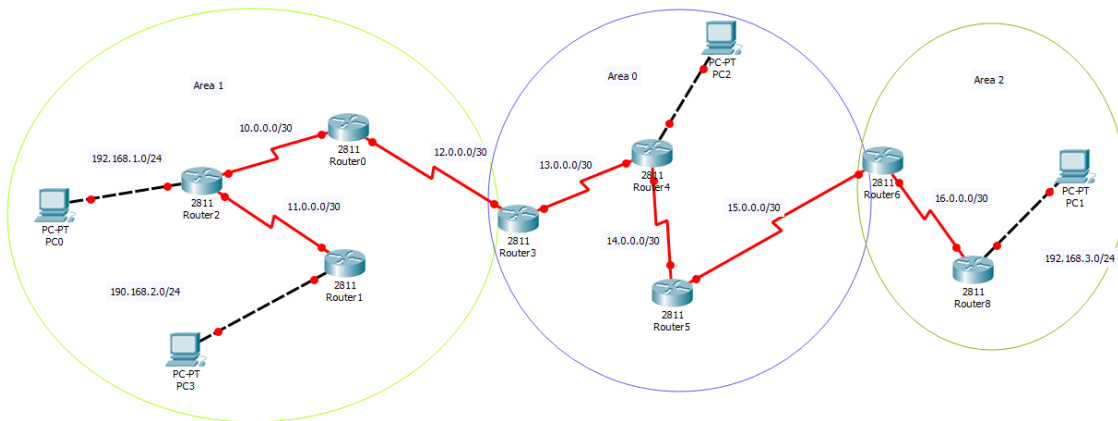 Area 1
10.0.0.0/30
2811
Router0
192.168.1.0/24
12.0.0.0/30
2811
Router2
PC-PT
PC0
11.0.0.0/30
2811
Router1
190.168.2.0/24
PC-PT
PC3
2811
Router3
Area 0
PC-PT
PC2
13.0.0.0/30
2811
Router4
14.0.0.0/30
15.0.0.0/30
2811
Router5
2811
Router6
Area 2
PC-PT
PC1
16.0.0.0/30
192.168.3.0/24
2811
Router8